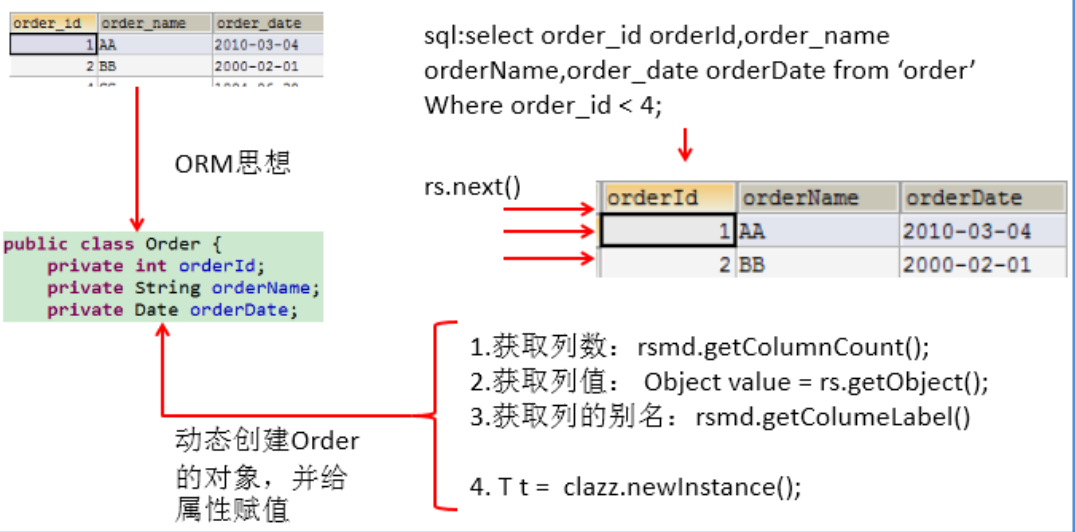 order_id order_name order_date
1 AA 2010-03-04
2 BB 2000-02-01
sql:select order_id orderId,order_name
orderName,order_date orderDate from ‘order’
Where order_id < 4;
ORM思想
rs.next()
orderId orderName orderDate
1 AA 2010-03-04
2 BB 2000-02-01
public class Order {
private int orderId;
private String orderName;
private Date orderDate;
1.获取列数：rsmd.getColumnCount();
2.获取列值： Object value = rs.getObject();
3.获取列的别名：rsmd.getColumeLabel()
4. T t = clazz.newInstance();
动态创建Order
的对象，并给
属性赋值